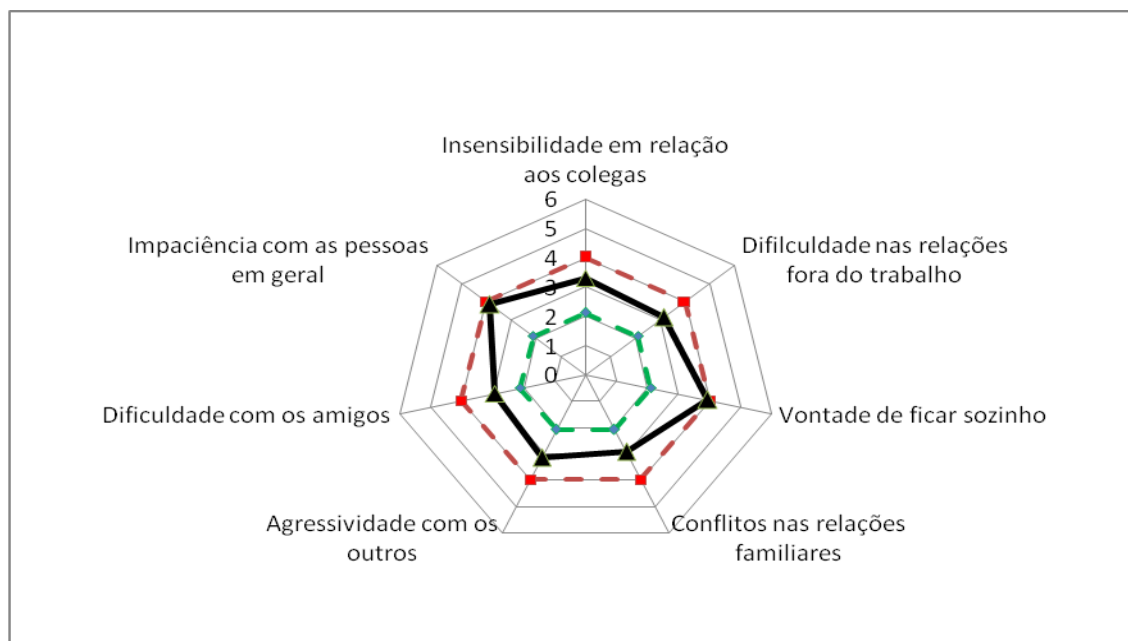 Insensibilidade em relação
aos colegas
6
5
4
3
2
1
0
Difilculdade nas relações
fora do trabalho
Vontade de ficar sozinho
Conflitos nas relações
familiares
Agressividade com os
outros
Dificuldade com os amigos
Impaciência com as pessoas
em geral